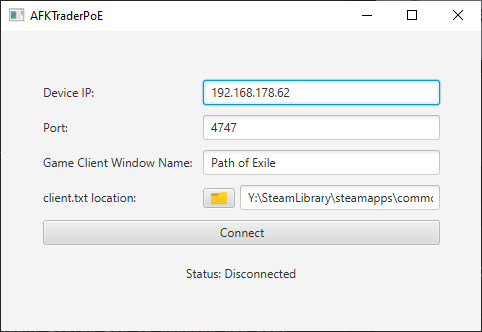 AFKTraderPoE
Device IP: 192.168.178.62
Port: 4747
Game Client Window Name: Path of Exile
client.txt location: Y:\SteamLibrary\steamapps\commo
Connect
Status: Disconnected